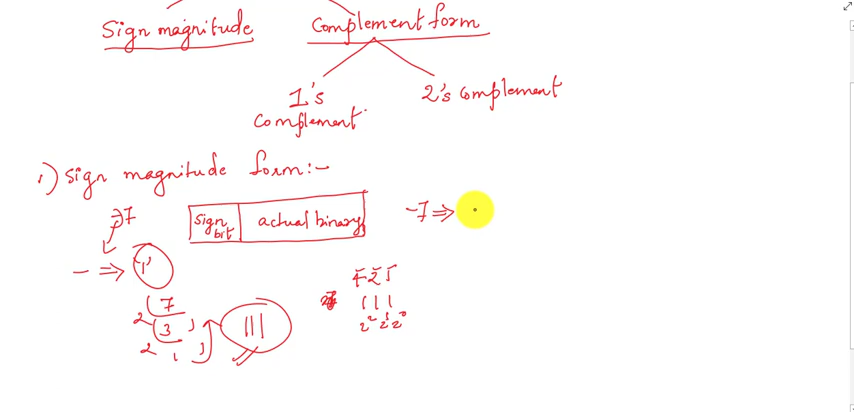 Sign magnitude
Complement form
1's
complement
2's complement
1) Sign magnitude form:-
-7
sign bit
actual binary
-7 ⇒
- ⇒ '1'
4 2 1
1 1 1
2² 2¹ 2⁰
2 7
2 3 1
1 1
111